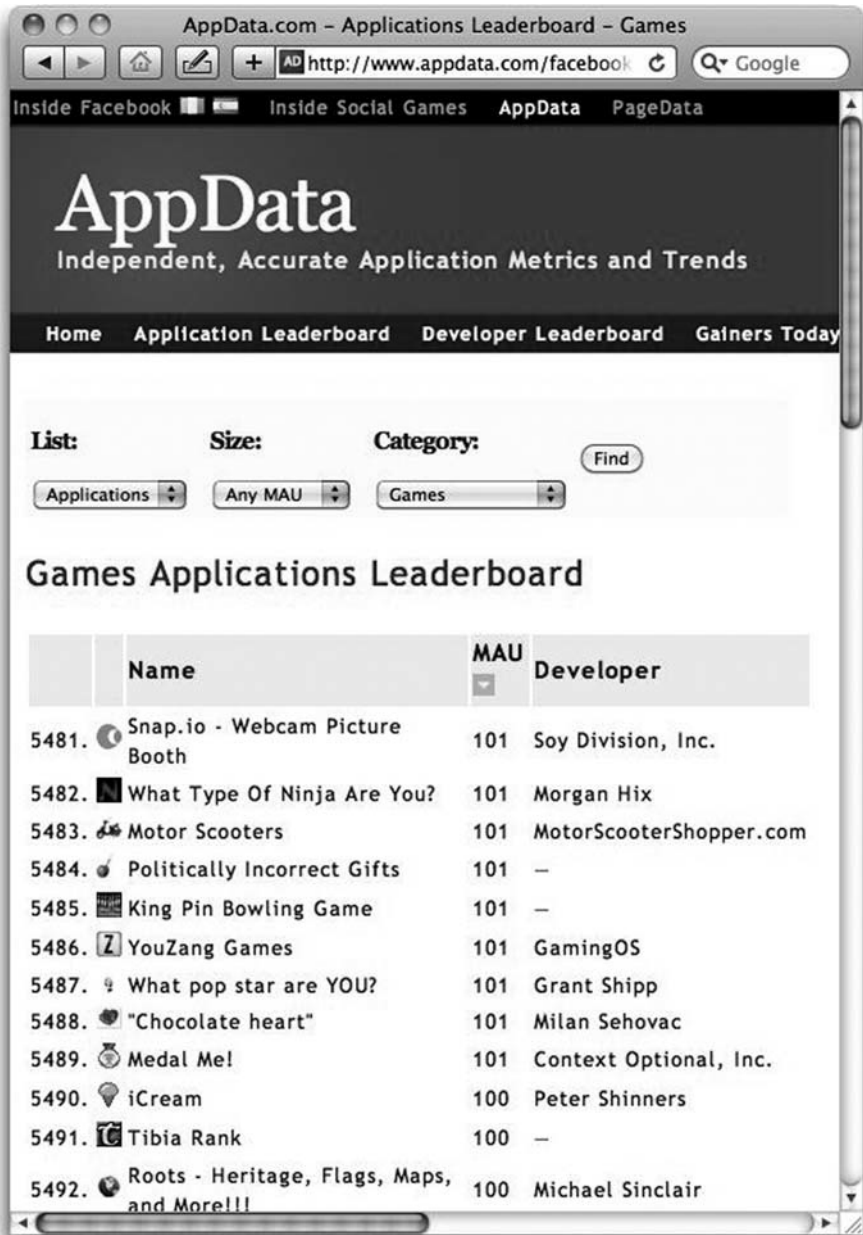 AppData.com – Applications Leaderboard – Games
AD http://www.appdata.com/facebook
Google
Inside Facebook Inside Social Games AppData PageData
AppData
Independent, Accurate Application Metrics and Trends
Home Application Leaderboard Developer Leaderboard Gainers Today
List: Size: Category:
Find
Applications Any MAU Games
Games Applications Leaderboard
Name MAU Developer
5481. Snap.io - Webcam Picture
Booth 101 Soy Division, Inc.
5482. N What Type Of Ninja Are You? 101 Morgan Hix
5483. Motor Scooters 101 MotorScooterShopper.com
5484. Politically Incorrect Gifts 101 —
5485. King Pin Bowling Game 101 —
5486. Z YouZang Games 101 GamingOS
5487. What pop star are YOU? 101 Grant Shipp
5488. "Chocolate heart" 101 Milan Sehovac
5489. Medal Me! 101 Context Optional, Inc.
5490. iCream 100 Peter Shinners
5491. Tibia Rank 100 —
5492. Roots - Heritage, Flags, Maps,
and More!!! 100 Michael Sinclair